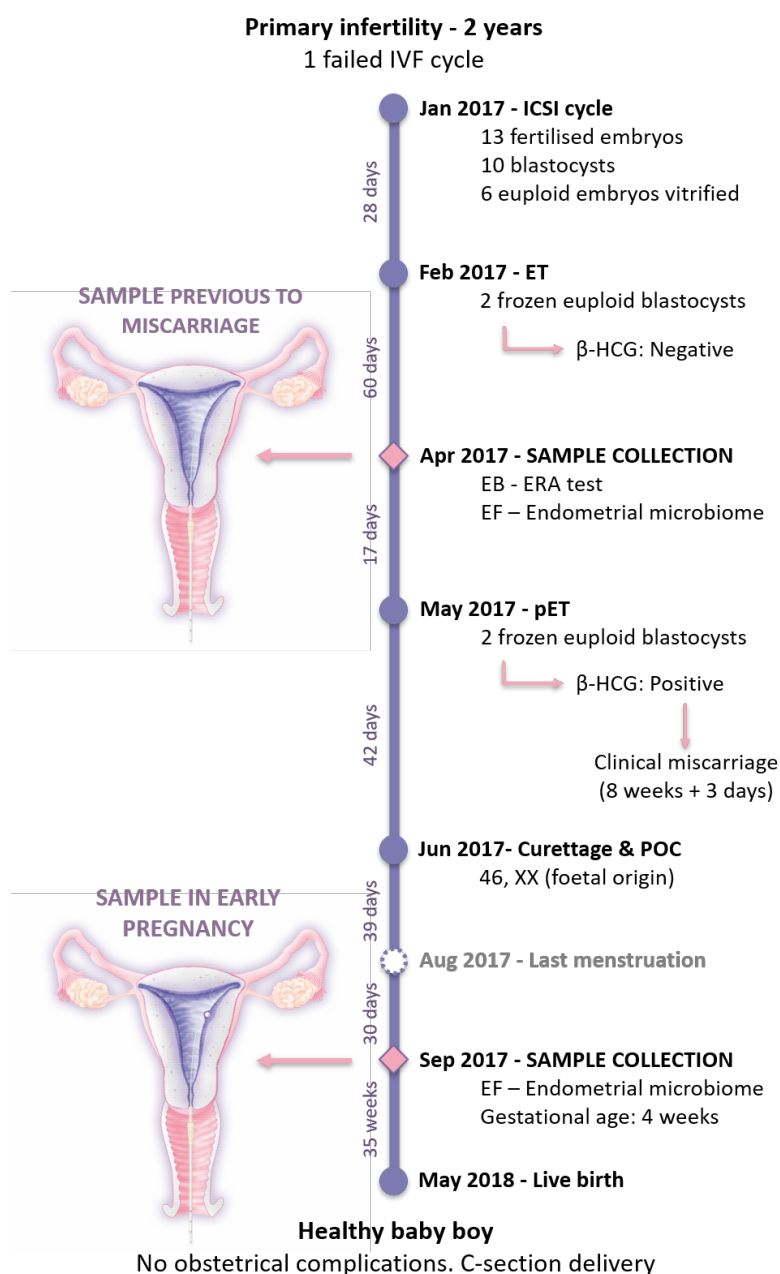 Primary infertility - 2 years
1 failed IVF cycle
Jan 2017 - ICSI cycle
13 fertilised embryos
10 blastocysts
6 euploid embryos vitrified
28 days
Feb 2017 - ET
2 frozen euploid blastocysts
β-HCG: Negative
SAMPLE PREVIOUS TO
MISCARRIAGE
60 days
Apr 2017 - SAMPLE COLLECTION
EB - ERA test
EF – Endometrial microbiome
17 days
May 2017 - pET
2 frozen euploid blastocysts
β-HCG: Positive
Clinical miscarriage
(8 weeks + 3 days)
42 days
Jun 2017- Curettage & POC
46, XX (foetal origin)
SAMPLE IN EARLY
PREGNANCY
39 days
Aug 2017 - Last menstruation
30 days
Sep 2017 - SAMPLE COLLECTION
EF – Endometrial microbiome
Gestational age: 4 weeks
35 weeks
May 2018 - Live birth
Healthy baby boy
No obstetrical complications. C-section delivery